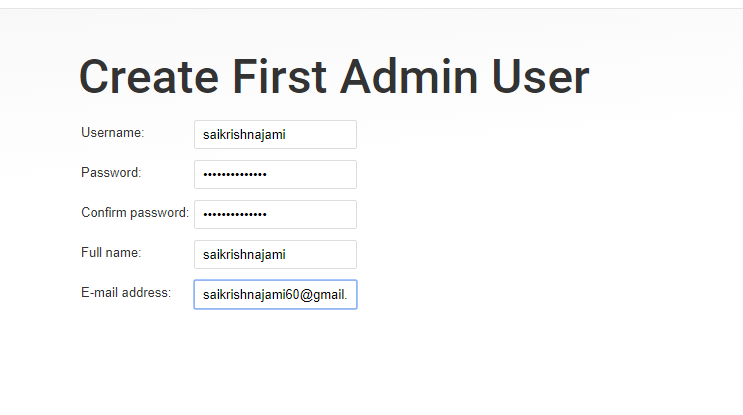 Create First Admin User
Username: saikrishnajami
Password: ••••••••••••••
Confirm password: ••••••••••••••
Full name: saikrishnajami
E-mail address: saikrishnajami60@gmail.